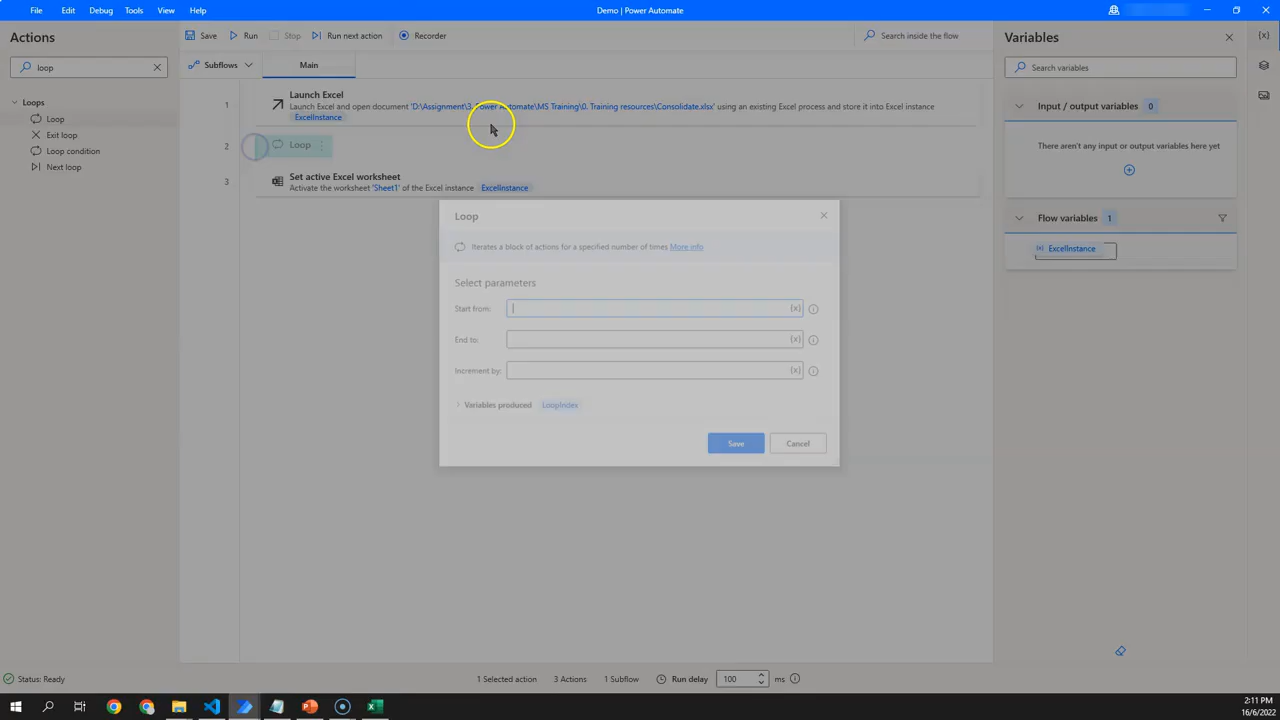 File Edit Debug Tools View Help
Demo | Power Automate
Actions
loop
Loops
Loop
Exit loop
Loop condition
Next loop
Save Run Stop Run next action Recorder
Search inside the flow
Subflows Main
1
Launch Excel
Launch Excel and open document 'D:\Assignment\3. Power Automate\MS Training\0. Training resources\Consolidate.xlsx' using an existing Excel process and store it into Excel instance
ExcelInstance
2
Loop
3
Set active Excel worksheet
Activate the worksheet 'Sheet1' of the Excel instance ExcelInstance
Loop
Iterates a block of actions for a specified number of times More info
Select parameters
Start from: {x}
End to: {x}
Increment by: {x}
Variables produced LoopIndex
Save Cancel
Variables
{x}
Search variables
Input / output variables 0
There aren't any input or output variables here yet
Flow variables 1
(x) ExcelInstance
Status: Ready
1 Selected action 3 Actions 1 Subflow Run delay 100 ms
2:11 PM
16/6/2022